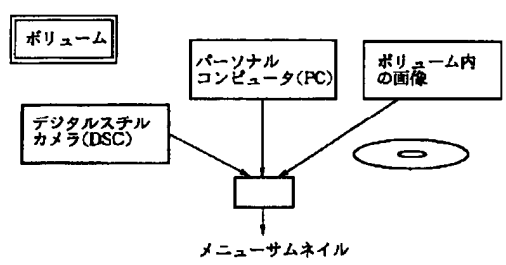 ボリューム
パーソナル
コンピュータ(PC)
ボリューム内
の画像
デジタルスチル
カメラ(DSC)
メニューサムネイル